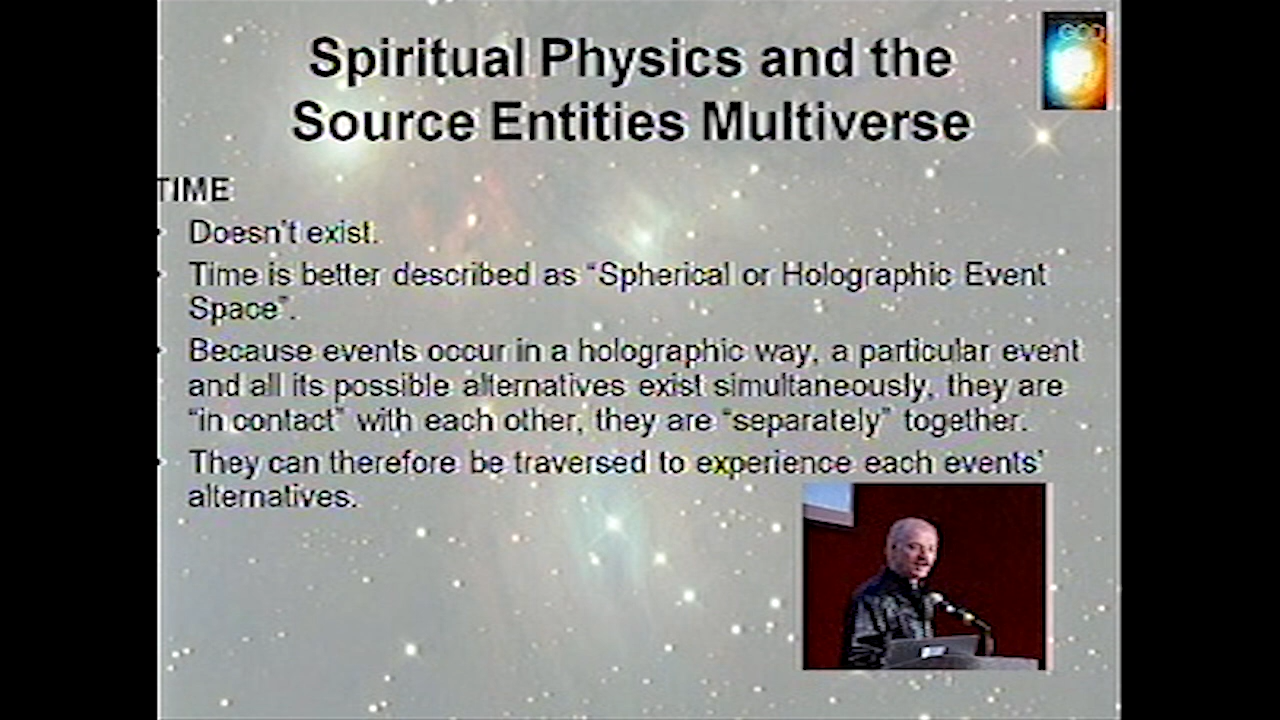 Spiritual Physics and the
Source Entities Multiverse
GOD
TIME
Doesn't exist.
Time is better described as “Spherical or Holographic Event
Space”.
Because events occur in a holographic way, a particular event
and all its possible alternatives exist simultaneously, they are
“in contact” with each other, they are “separately” together.
They can therefore be traversed to experience each events’
alternatives.